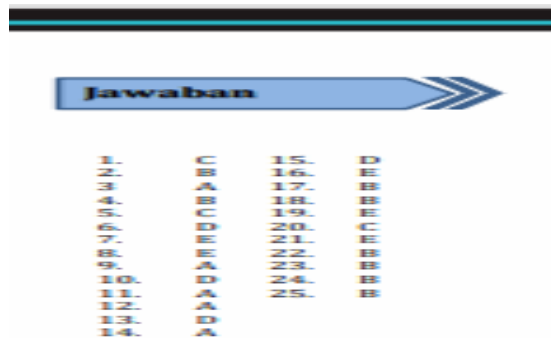 Jawaban
1. C 15. D
2. B 16. E
3 A 17. B
4. B 18. B
5. C 19. E
6. D 20. C
7. E 21. E
8. E 22. B
9. A 23. B
10. D 24. B
11. A 25. B
12. A
13. D
14. A